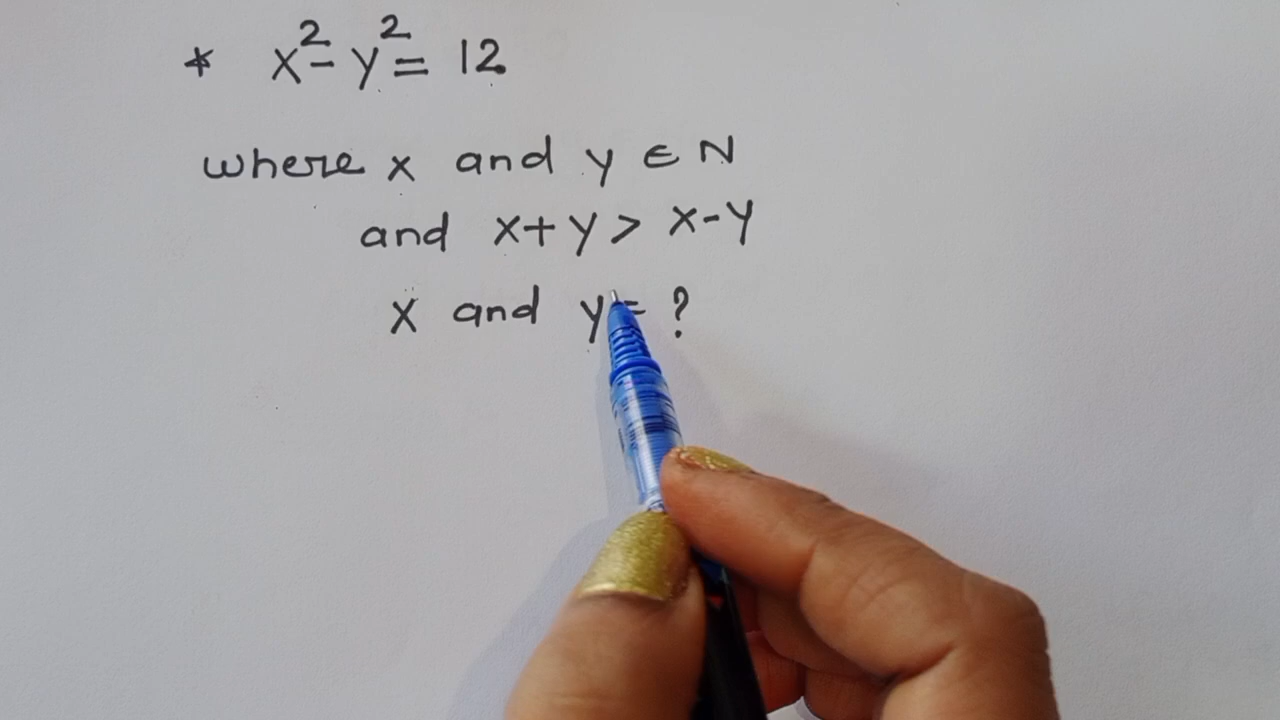 * x² - y² = 12
where x and y ∈ N
and x+y > x-y
x and y = ?